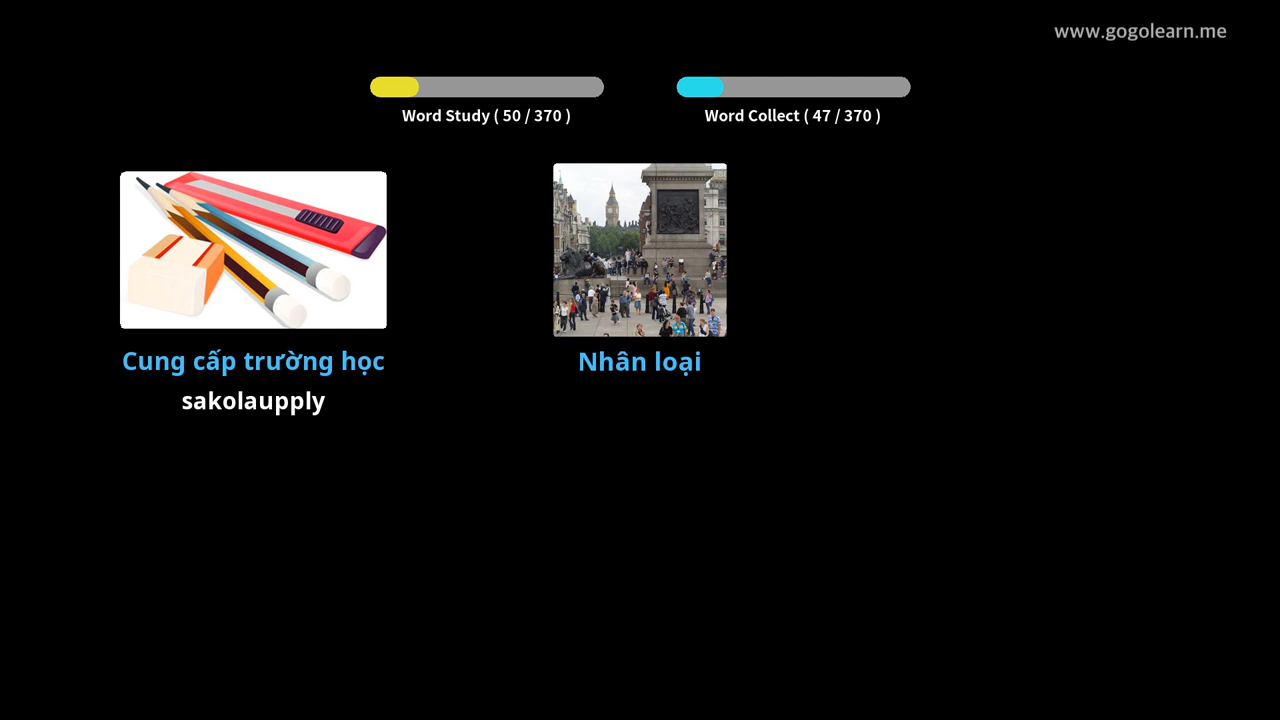 www.gogolearn.me
Word Study ( 50 / 370 )
Word Collect ( 47 / 370 )
Cung cấp trường học
sakolaupply
Nhân loại